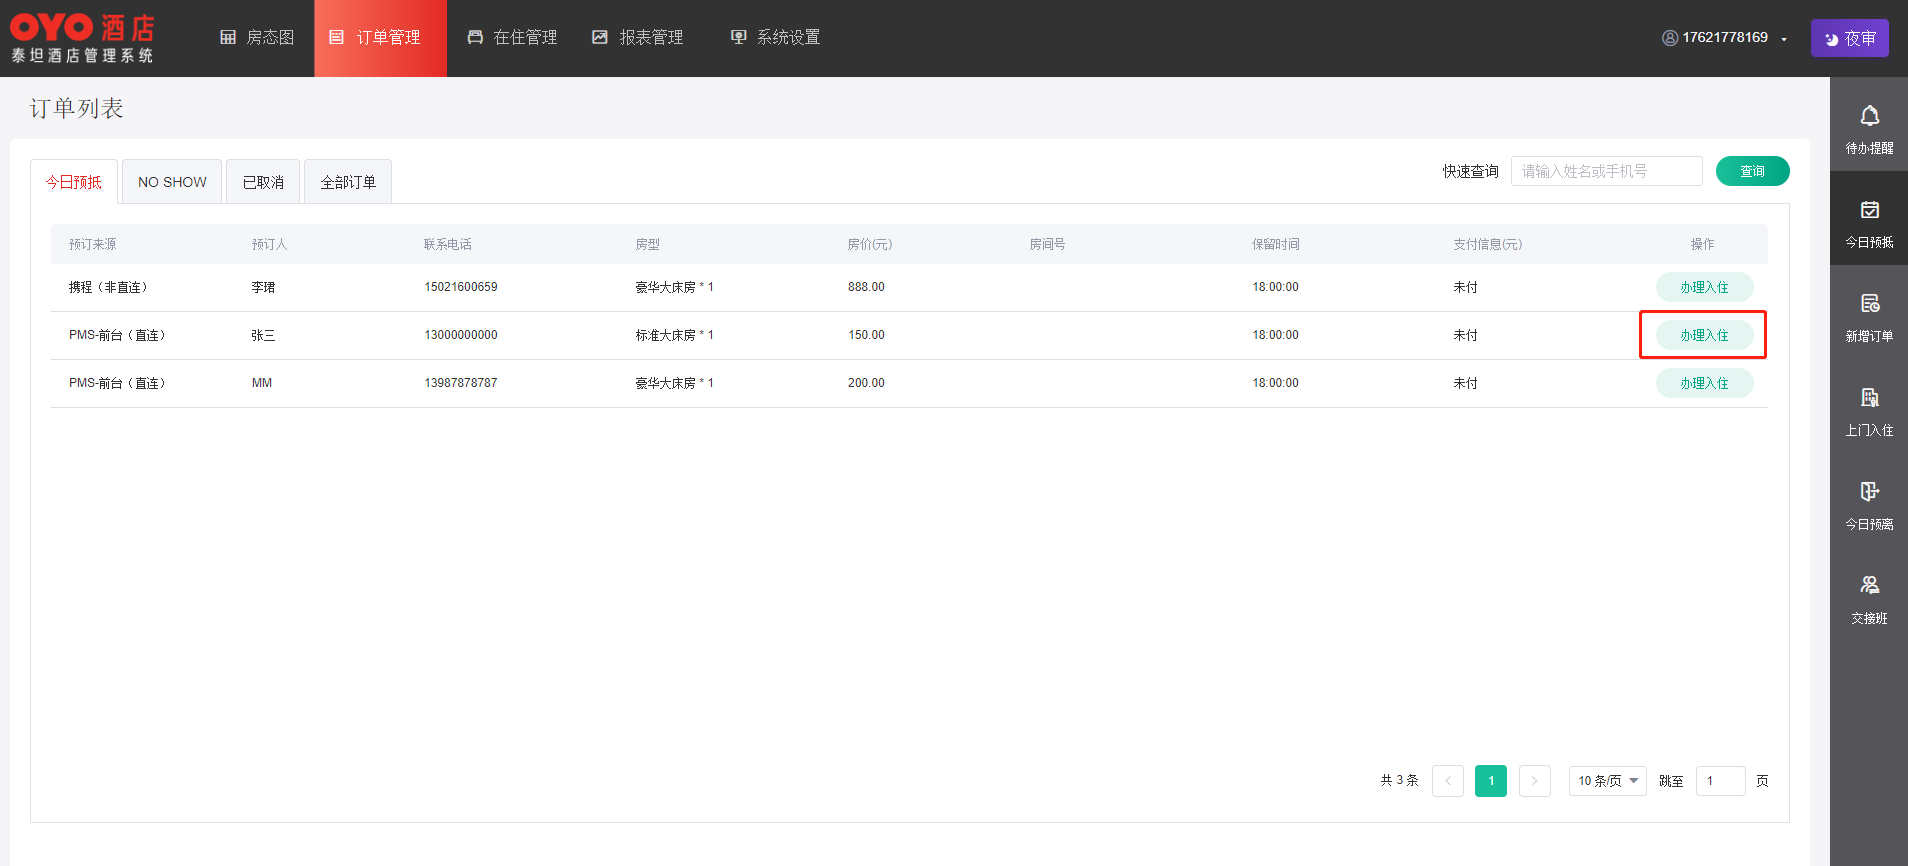 OYO 酒店
泰坦酒店管理系统
房态图
订单管理
在住管理
报表管理
系统设置
17621778169
夜审
订单列表
今日预抵
NO SHOW
已取消
全部订单
快速查询
请输入姓名或手机号
查询
预订来源 预订人 联系电话 房型 房价(元) 房间号 保留时间 支付信息(元) 操作
携程（非直连） 李珺 15021600659 豪华大床房 * 1 888.00 18:00:00 未付 办理入住
PMS-前台（直连） 张三 13000000000 标准大床房 * 1 150.00 18:00:00 未付 办理入住
PMS-前台（直连） MM 13987878787 豪华大床房 * 1 200.00 18:00:00 未付 办理入住
共 3 条 < 1 > 10 条/页 跳至 1 页
待办提醒
今日预抵
新增订单
上门入住
今日预离
交接班